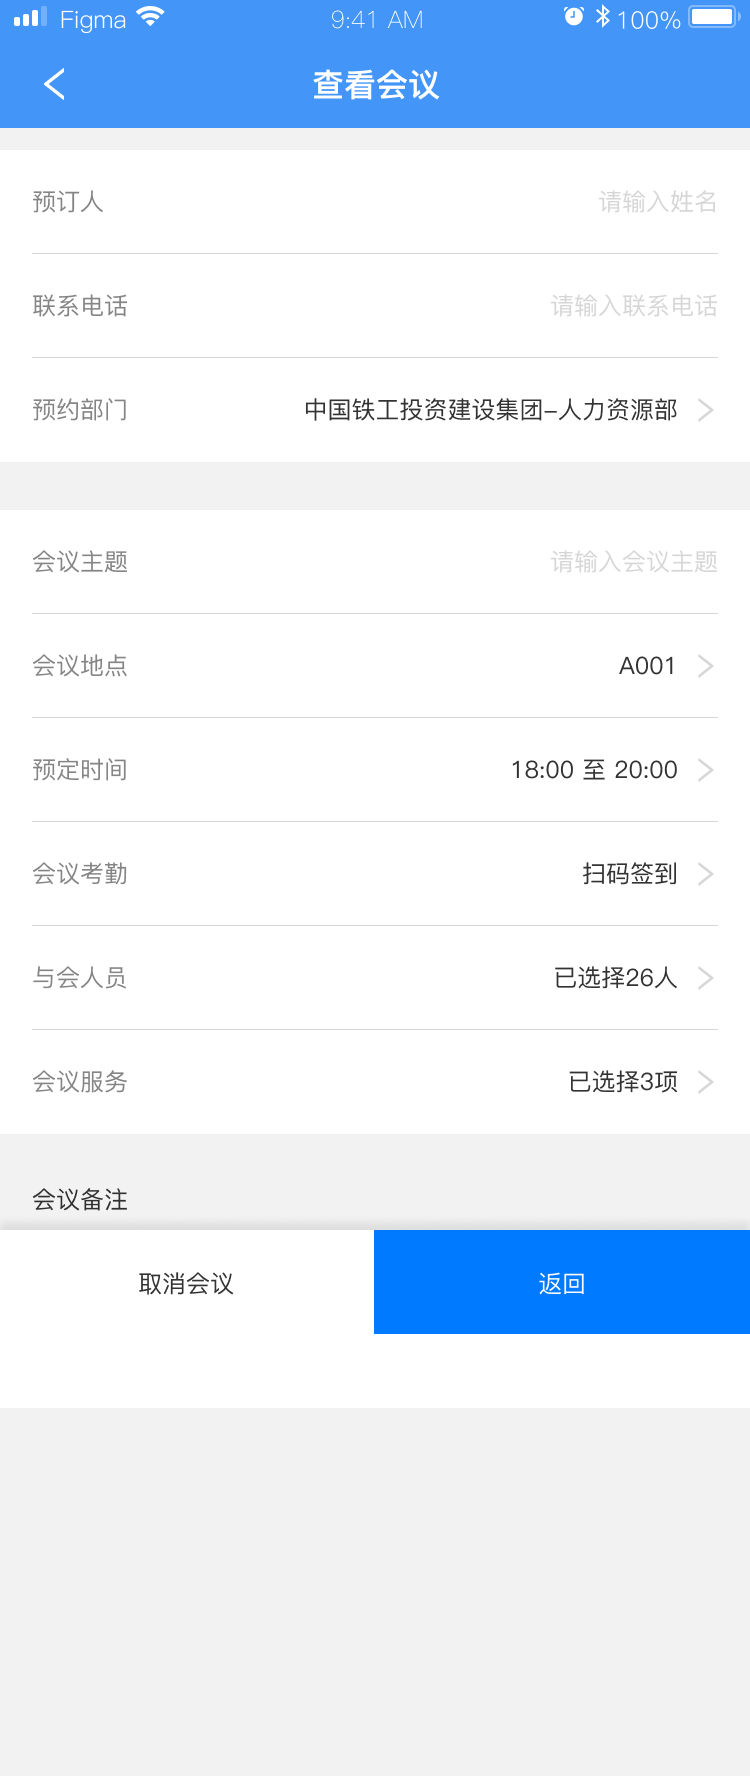 Figma 9:41 AM 100%
查看会议
预订人 请输入姓名
联系电话 请输入联系电话
预约部门 中国铁工投资建设集团-人力资源部
会议主题 请输入会议主题
会议地点 A001
预定时间 18:00 至 20:00
会议考勤 扫码签到
与会人员 已选择26人
会议服务 已选择3项
会议备注
取消会议 返回